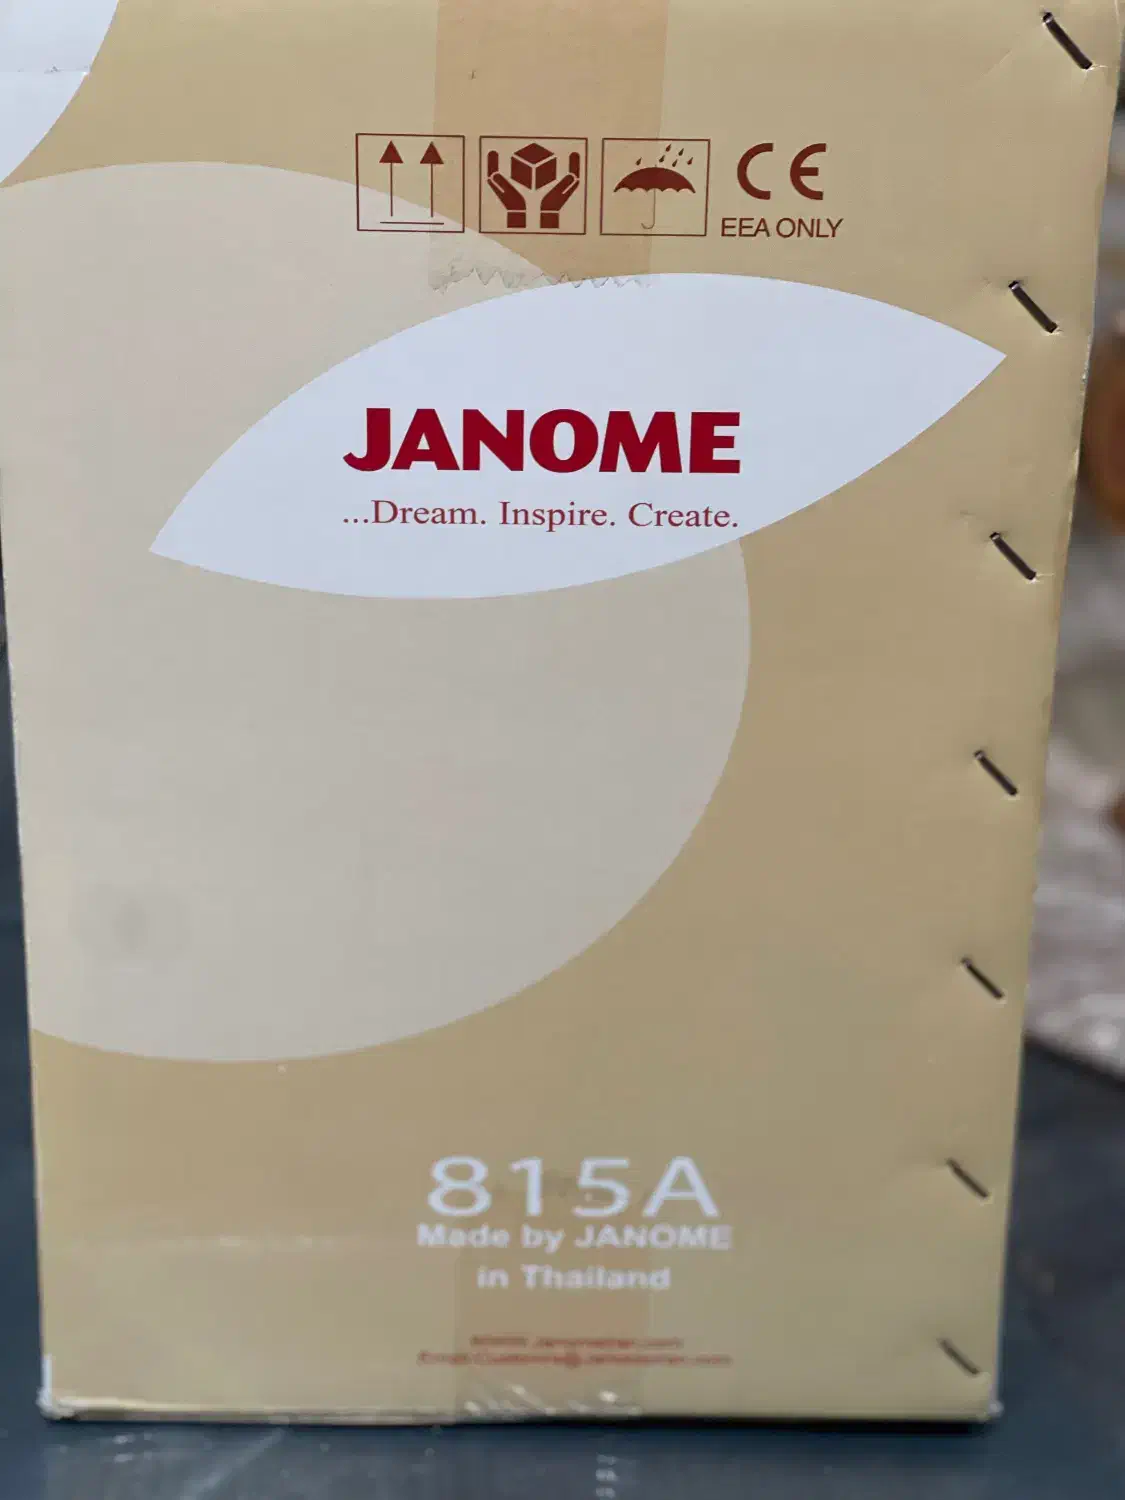 CE
EEA ONLY
JANOME
...Dream. Inspire. Create.
815A
Made by JANOME
in Thailand